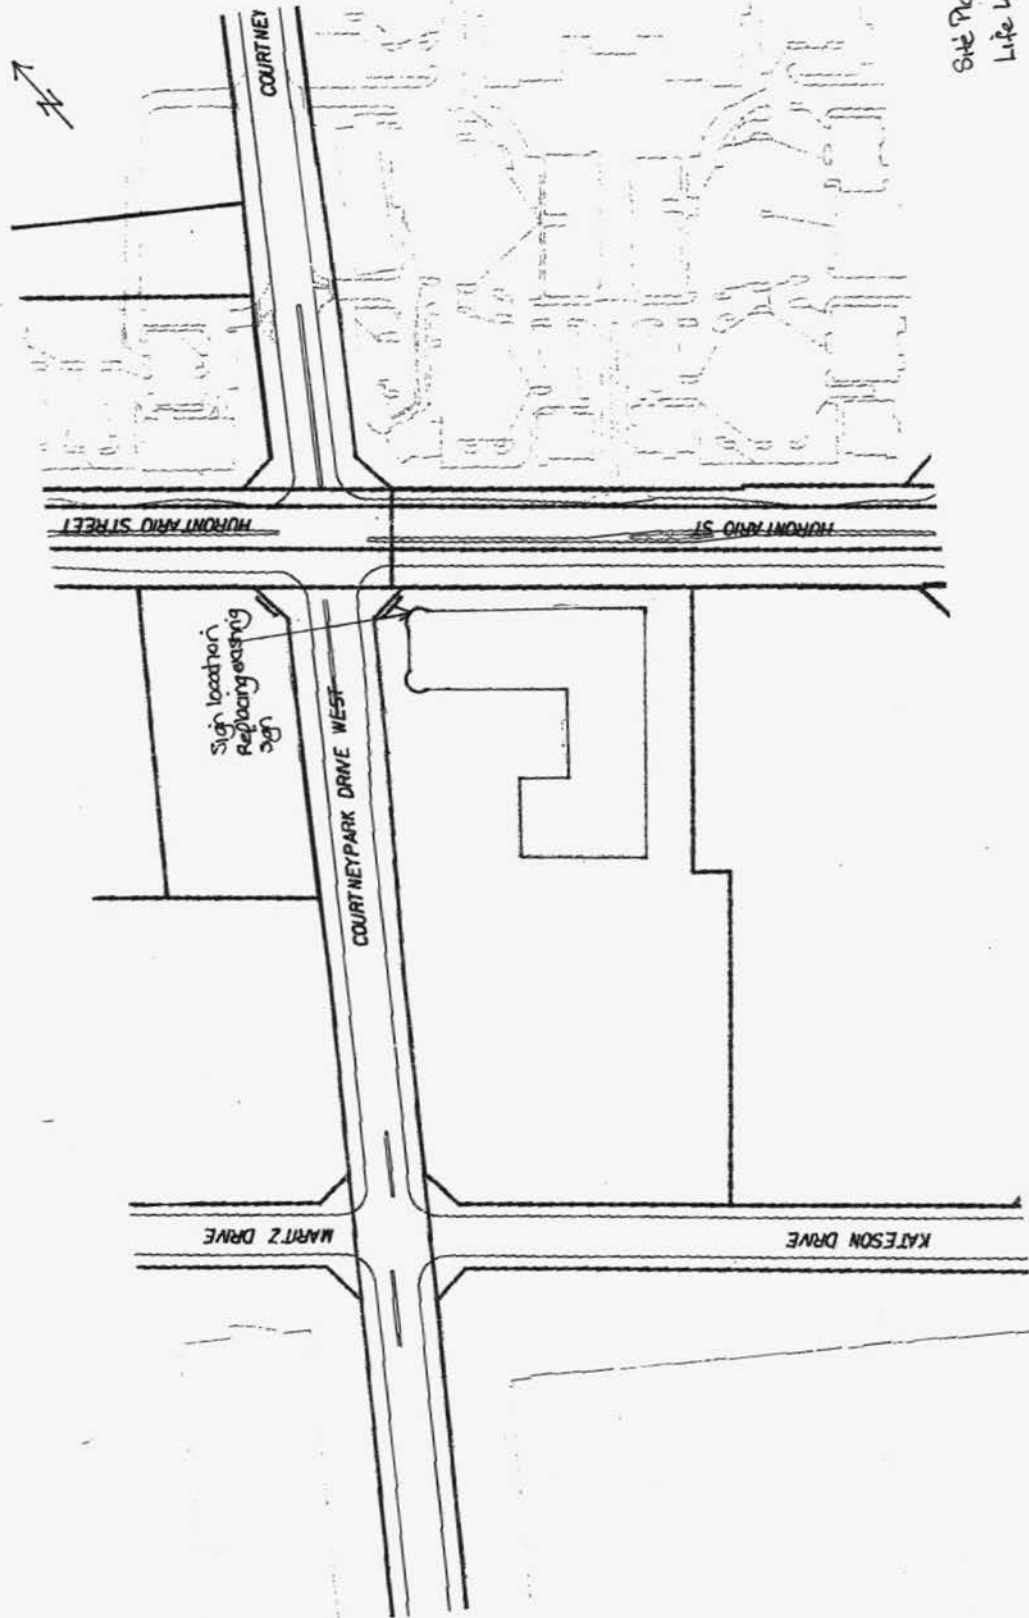 COURTNEY
Site
Life
HURONTARIO STREET
HURONTARIO ST
Sign location
Replacing existing
sign
COURTNEYPARK DRIVE WEST
MARITZ DRIVE
KATESON DRIVE
N